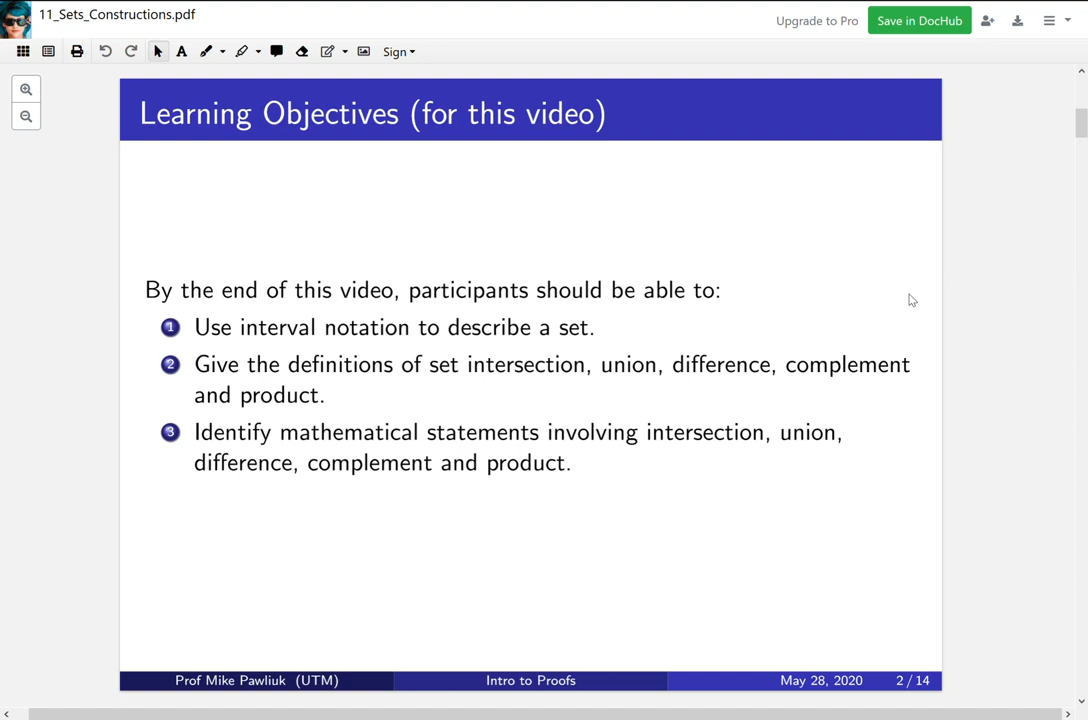 11_Sets_Constructions.pdf
Upgrade to Pro
Save in DocHub
Sign
Learning Objectives (for this video)
By the end of this video, participants should be able to:
1 Use interval notation to describe a set.
2 Give the definitions of set intersection, union, difference, complement
and product.
3 Identify mathematical statements involving intersection, union,
difference, complement and product.
Prof Mike Pawliuk (UTM) Intro to Proofs May 28, 2020 2 / 14